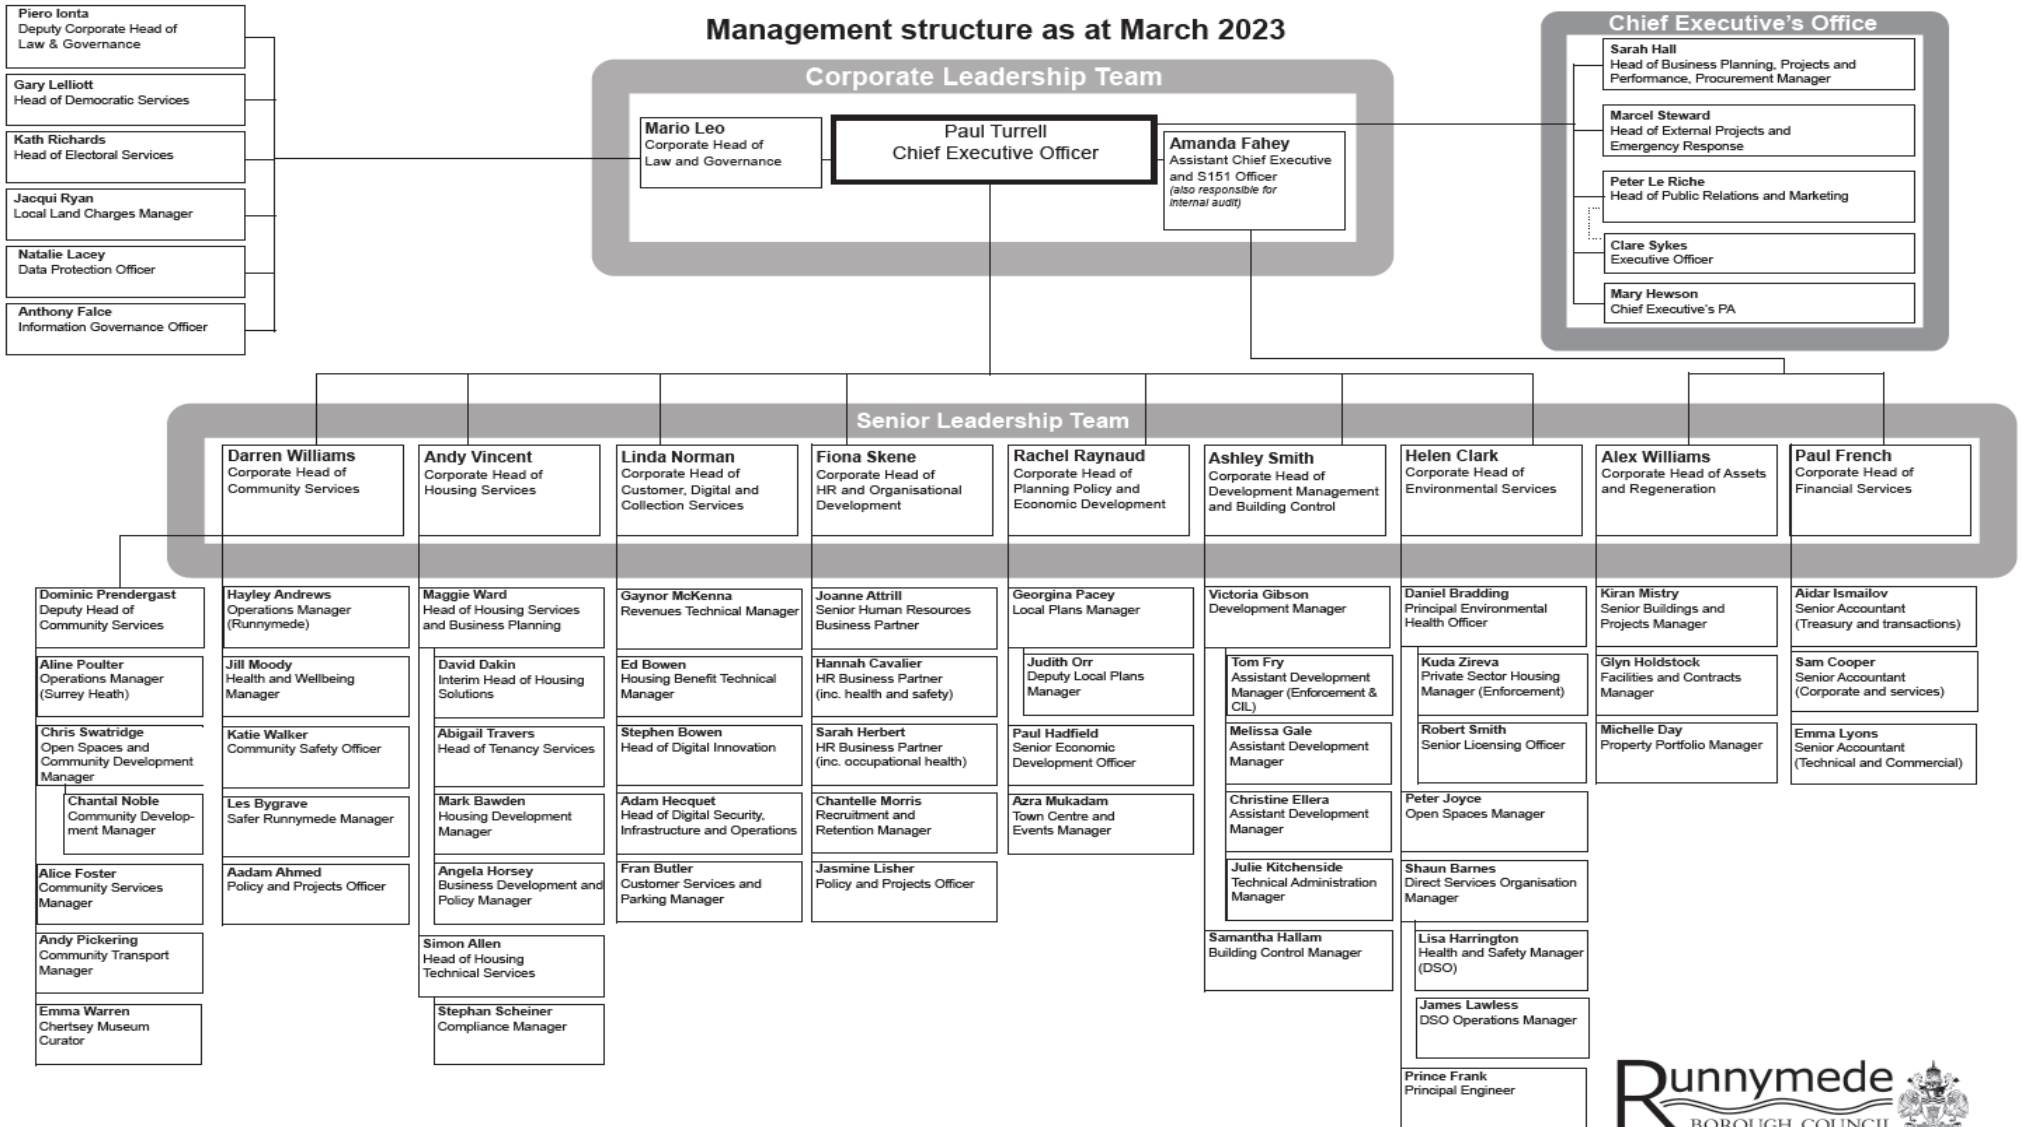 Management structure as at March 2023
Piero Ionta
Deputy Corporate Head of
Law & Governance
Gary Lelliott
Head of Democratic Services
Kath Richards
Head of Electoral Services
Jacqui Ryan
Local Land Charges Manager
Natalie Lacey
Data Protection Officer
Anthony Falce
Information Governance Officer
Corporate Leadership Team
Mario Leo
Corporate Head of
Law and Governance
Paul Turrell
Chief Executive Officer
Amanda Fahey
Assistant Chief Executive
and S151 Officer
(also responsible for
internal audit)
Chief Executive's Office
Sarah Hall
Head of Business Planning, Projects and
Performance, Procurement Manager
Marcel Steward
Head of External Projects and
Emergency Response
Peter Le Riche
Head of Public Relations and Marketing
Clare Sykes
Executive Officer
Mary Hewson
Chief Executive's PA
Senior Leadership Team
Darren Williams
Corporate Head of
Community Services
Andy Vincent
Corporate Head of
Housing Services
Linda Norman
Corporate Head of
Customer, Digital and
Collection Services
Fiona Skene
Corporate Head of
HR and Organisational
Development
Rachel Raynaud
Corporate Head of
Planning Policy and
Economic Development
Ashley Smith
Corporate Head of
Development Management
and Building Control
Helen Clark
Corporate Head of
Environmental Services
Alex Williams
Corporate Head of Assets
and Regeneration
Paul French
Corporate Head of
Financial Services
Dominic Prendergast
Deputy Head of
Community Services
Aline Poulter
Operations Manager
(Surrey Heath)
Chris Swatridge
Open Spaces and
Community Development
Manager
Chantal Noble
Community Develop-
ment Manager
Alice Foster
Community Services
Manager
Andy Pickering
Community Transport
Manager
Emma Warren
Chertsey Museum
Curator
Hayley Andrews
Operations Manager
(Runnymede)
Jill Moody
Health and Wellbeing
Manager
Katie Walker
Community Safety Officer
Les Bygrave
Safer Runnymede Manager
Aadam Ahmed
Policy and Projects Officer
Maggie Ward
Head of Housing Services
and Business Planning
David Dakin
Interim Head of Housing
Solutions
Abigail Travers
Head of Tenancy Services
Mark Bawden
Housing Development
Manager
Angela Horsey
Business Development and
Policy Manager
Simon Allen
Head of Housing
Technical Services
Stephan Scheiner
Compliance Manager
Gaynor McKenna
Revenues Technical Manager
Ed Bowen
Housing Benefit Technical
Manager
Stephen Bowen
Head of Digital Innovation
Adam Hecquet
Head of Digital Security,
Infrastructure and Operations
Fran Butler
Customer Services and
Parking Manager
Joanne Attrill
Senior Human Resources
Business Partner
Hannah Cavalier
HR Business Partner
(inc. health and safety)
Sarah Herbert
HR Business Partner
(inc. occupational health)
Chantelle Morris
Recruitment and
Retention Manager
Jasmine Lisher
Policy and Projects Officer
Georgina Pacey
Local Plans Manager
Judith Orr
Deputy Local Plans
Manager
Paul Hadfield
Senior Economic
Development Officer
Azra Mukadam
Town Centre and
Events Manager
Victoria Gibson
Development Manager
Tom Fry
Assistant Development
Manager (Enforcement &
CIL)
Melissa Gale
Assistant Development
Manager
Christine Ellera
Assistant Development
Manager
Julie Kitchenside
Technical Administration
Manager
Samantha Hallam
Building Control Manager
Daniel Bradding
Principal Environmental
Health Officer
Kuda Zireva
Private Sector Housing
Manager (Enforcement)
Robert Smith
Senior Licensing Officer
Peter Joyce
Open Spaces Manager
Shaun Barnes
Direct Services Organisation
Manager
Lisa Harrington
Health and Safety Manager
(DSO)
James Lawless
DSO Operations Manager
Prince Frank
Principal Engineer
Kiran Mistry
Senior Buildings and
Projects Manager
Glyn Holdstock
Facilities and Contracts
Manager
Michelle Day
Property Portfolio Manager
Aidar Ismailov
Senior Accountant
(Treasury and transactions)
Sam Cooper
Senior Accountant
(Corporate and services)
Emma Lyons
Senior Accountant
(Technical and Commercial)
Runnymede
BOROUGH COUNCIL